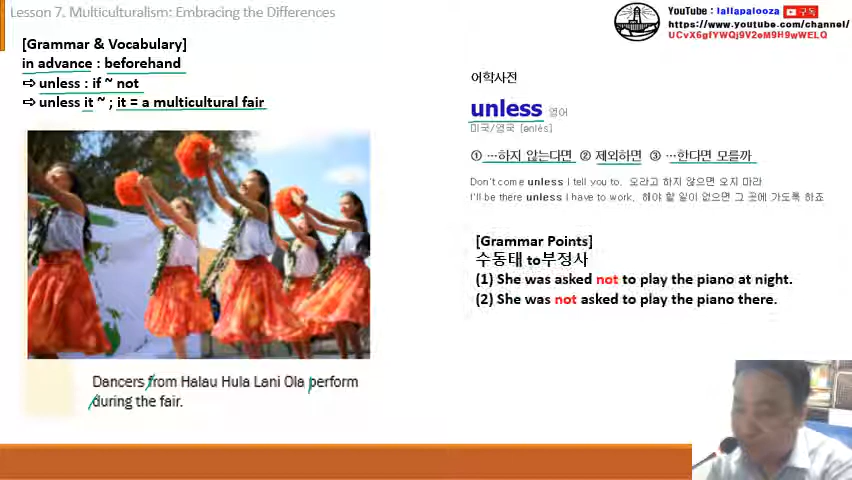 Lesson 7. Multiculturalism: Embracing the Differences
[Grammar & Vocabulary]
in advance : beforehand
⇨ unless : if ~ not
⇨ unless it ~ ; it = a multicultural fair
Dancers from Halau Hula Lani Ola perform
during the fair.
YouTube : lallapalooza 구독
https://www.youtube.com/channel/
UCvX6gfYWQj9V2eM9H9wWELQ
어학사전
unless 영어
미국/영국 [ənlés]
① …하지 않는다면 ② 제외하면 ③ …한다면 모를까
Don't come unless I tell you to. 오라고 하지 않으면 오지 마라
I'll be there unless I have to work. 해야 할 일이 없으면 그 곳에 가도록 하죠
[Grammar Points]
수동태 to부정사
(1) She was asked not to play the piano at night.
(2) She was not asked to play the piano there.